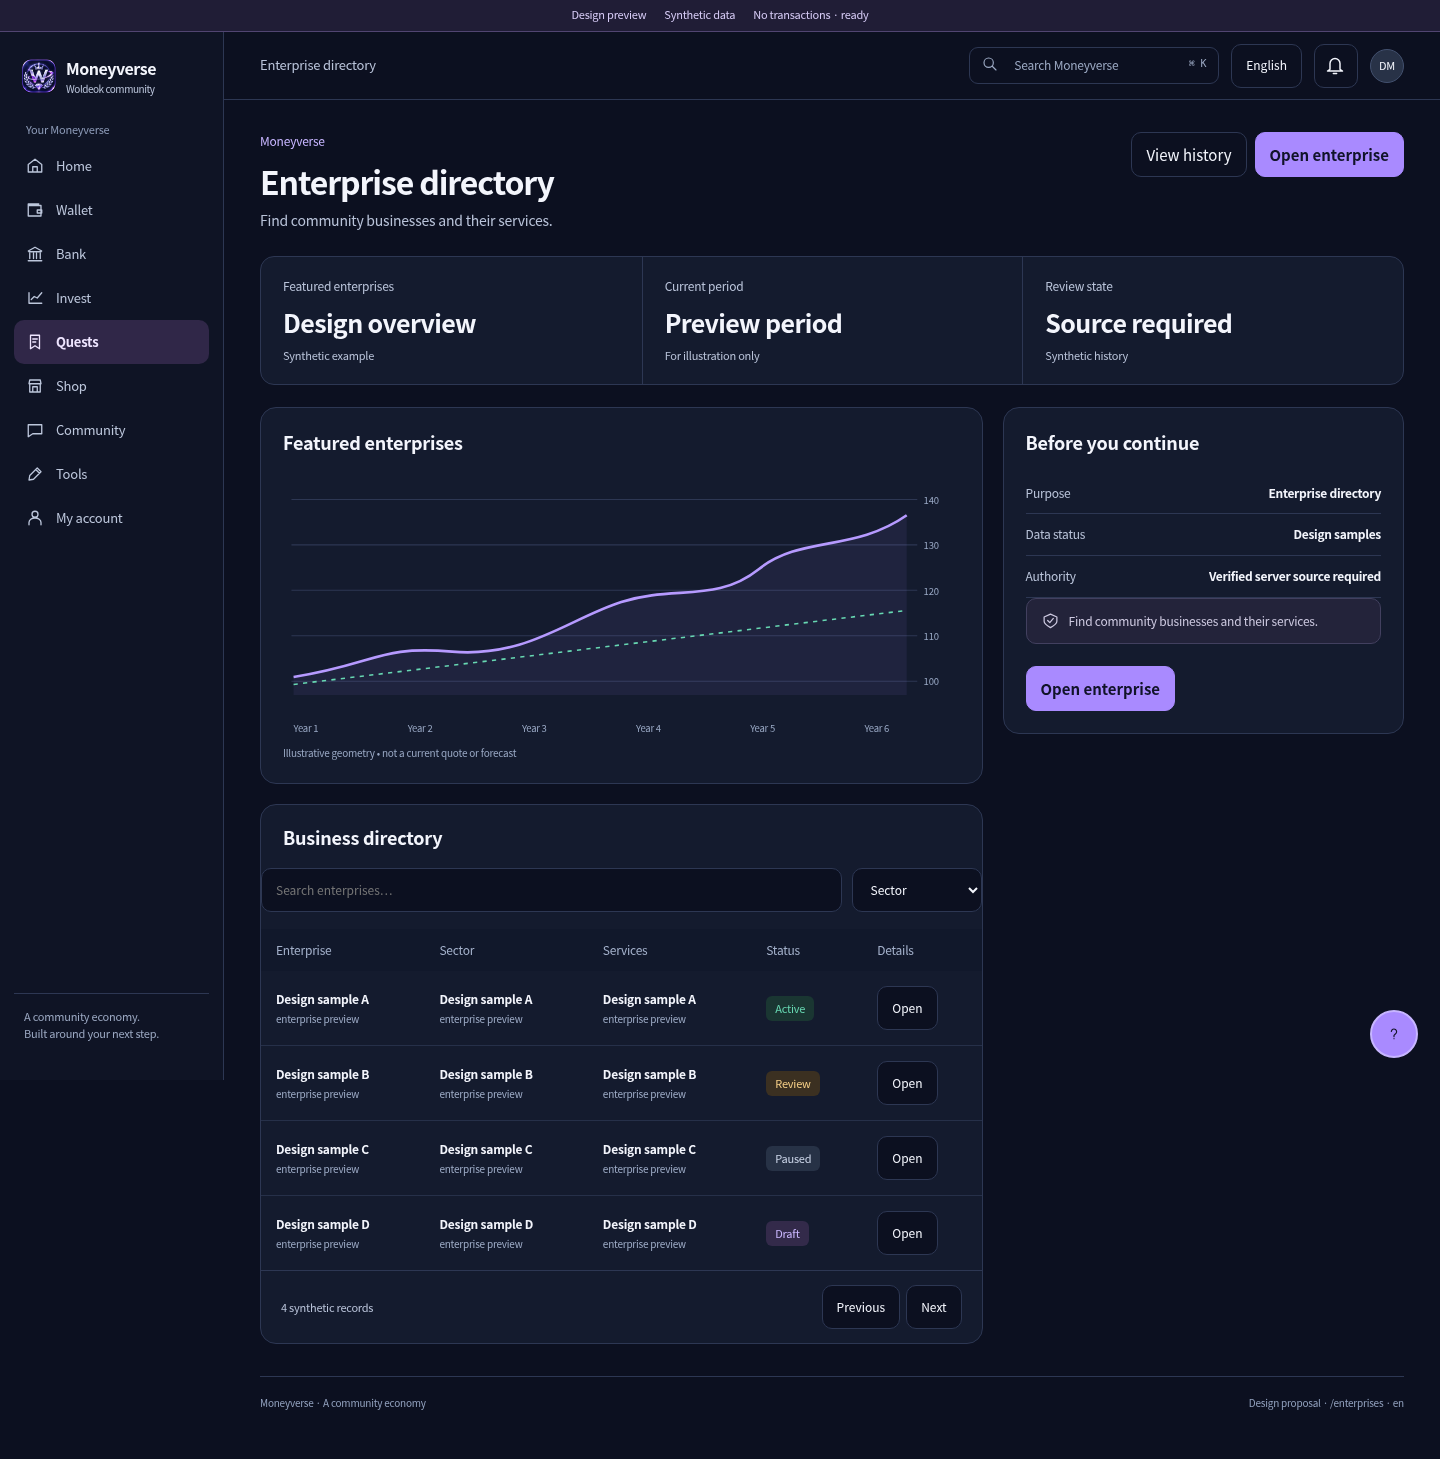 Design preview Synthetic data No transactions · ready
Moneyverse
Woldeok community
Your Moneyverse
Home
Wallet
Bank
Invest
Quests
Shop
Community
Tools
My account
A community economy.
Built around your next step.
Enterprise directory
Search Moneyverse
⌘ K
English
DM
Moneyverse
Enterprise directory
Find community businesses and their services.
View history
Open enterprise
Featured enterprises
Design overview
Synthetic example
Current period
Preview period
For illustration only
Review state
Source required
Synthetic history
Featured enterprises
140
130
120
110
100
Year 1 Year 2 Year 3 Year 4 Year 5 Year 6
Illustrative geometry • not a current quote or forecast
Before you continue
Purpose Enterprise directory
Data status Design samples
Authority Verified server source required
Find community businesses and their services.
Open enterprise
Business directory
Search enterprises…
Sector
Enterprise Sector Services Status Details
Design sample A Design sample A Design sample A Active Open
enterprise preview enterprise preview enterprise preview
Design sample B Design sample B Design sample B Review Open
enterprise preview enterprise preview enterprise preview
Design sample C Design sample C Design sample C Paused Open
enterprise preview enterprise preview enterprise preview
Design sample D Design sample D Design sample D Draft Open
enterprise preview enterprise preview enterprise preview
4 synthetic records
Previous
Next
?
Moneyverse · A community economy
Design proposal · /enterprises · en